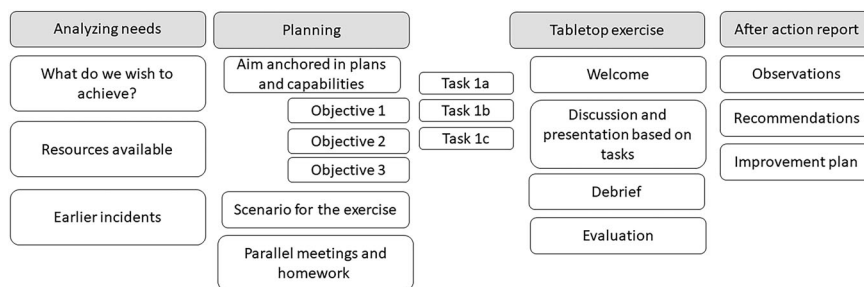 Analyzing needs
What do we wish to
achieve?
Resources available
Earlier incidents
Planning
Aim anchored in plans
and capabilities
Objective 1
Objective 2
Objective 3
Task 1a
Task 1b
Task 1c
Scenario for the exercise
Parallel meetings and
homework
Tabletop exercise
Welcome
Discussion and
presentation based on
tasks
Debrief
Evaluation
After action report
Observations
Recommendations
Improvement plan